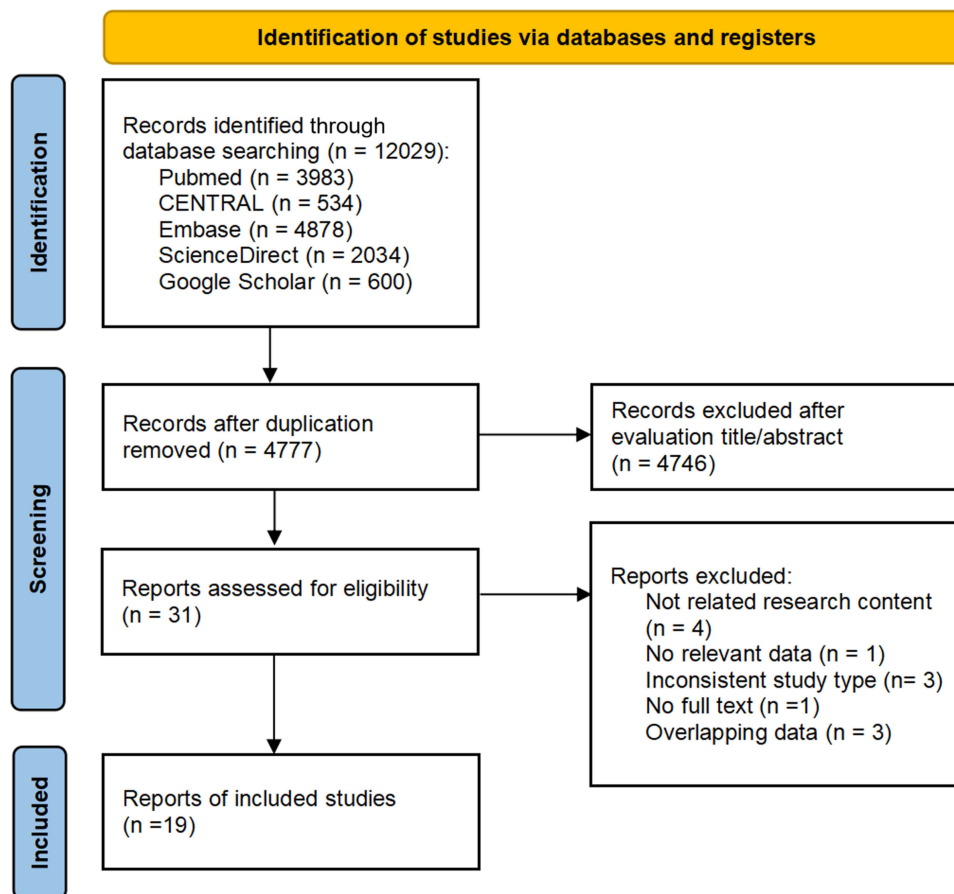 Identification of studies via databases and registers
Identification
Records identified through
database searching (n = 12029):
Pubmed (n = 3983)
CENTRAL (n = 534)
Embase (n = 4878)
ScienceDirect (n = 2034)
Google Scholar (n = 600)
Screening
Records after duplication
removed (n = 4777)
Records excluded after
evaluation title/abstract
(n = 4746)
Reports assessed for eligibility
(n = 31)
Reports excluded:
Not related research content
(n = 4)
No relevant data (n = 1)
Inconsistent study type (n= 3)
No full text (n =1)
Overlapping data (n = 3)
Included
Reports of included studies
(n =19)